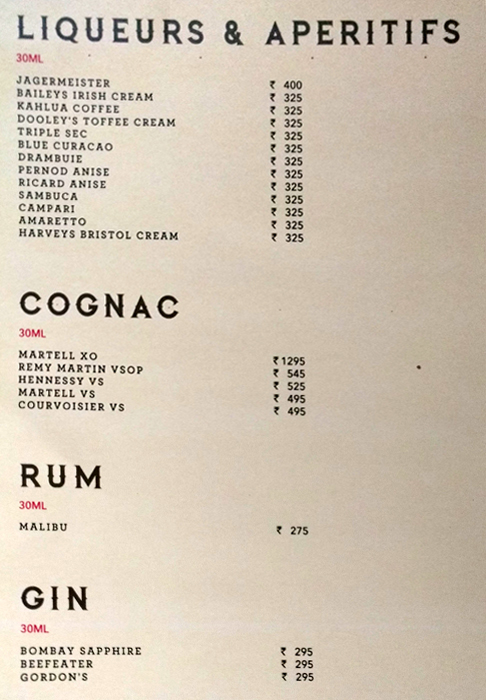 LIQUEURS & APERITIFS
30ML
JAGERMEISTER ₹ 400
BAILEYS IRISH CREAM ₹ 325
KAHLUA COFFEE ₹ 325
DOOLEY'S TOFFEE CREAM ₹ 325
TRIPLE SEC ₹ 325
BLUE CURACAO ₹ 325
DRAMBUIE ₹ 325
PERNOD ANISE ₹ 325
RICARD ANISE ₹ 325
SAMBUCA ₹ 325
CAMPARI ₹ 325
AMARETTO ₹ 325
HARVEYS BRISTOL CREAM ₹ 325
COGNAC
30ML
MARTELL XO ₹ 1295
REMY MARTIN VSOP ₹ 545
HENNESSY VS ₹ 525
MARTELL VS ₹ 495
COURVOISIER VS ₹ 495
RUM
30ML
MALIBU ₹ 275
GIN
30ML
BOMBAY SAPPHIRE ₹ 295
BEEFEATER ₹ 295
GORDON'S ₹ 295